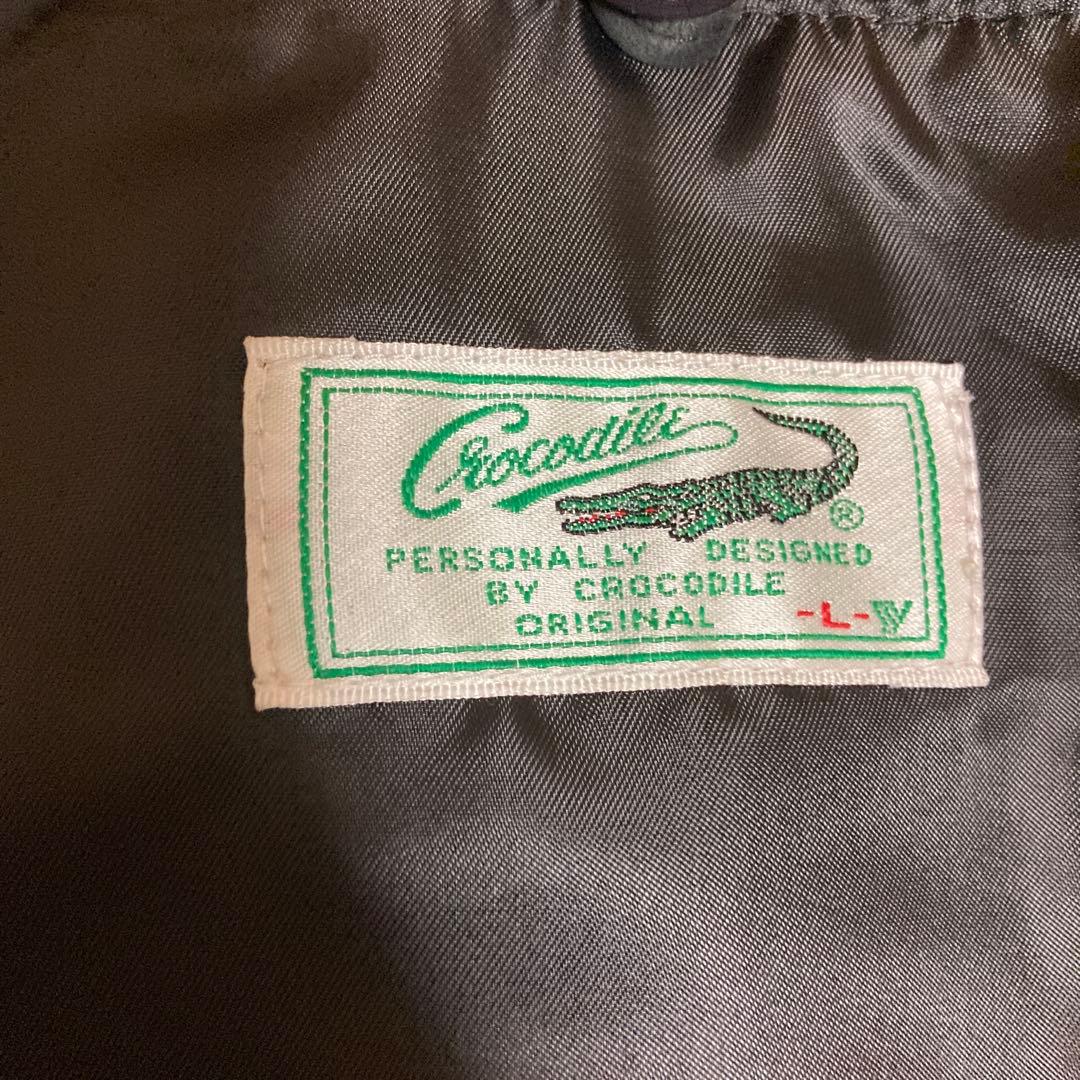 Crocodile
®
PERSONALLY DESIGNED
BY CROCODILE
ORIGINAL -L-